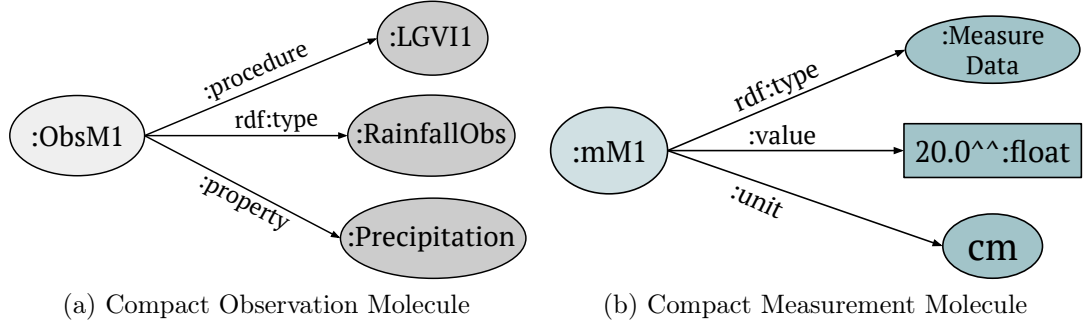 :LGVI1
:procedure
:ObsM1
rdf:type
:RainfallObs
:property
:Precipitation
(a) Compact Observation Molecule
:Measure
Data
rdf:type
:mM1
:value
20.0^^:float
:unit
cm
(b) Compact Measurement Molecule